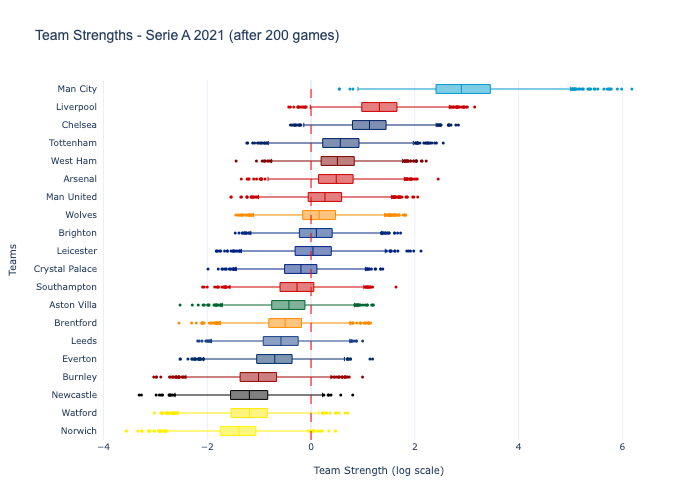 Team Strengths - Serie A 2021 (after 200 games)
Man City
Liverpool
Chelsea
Tottenham
West Ham
Arsenal
Man United
Wolves
Brighton
Leicester
Crystal Palace
Southampton
Aston Villa
Brentford
Leeds
Everton
Burnley
Newcastle
Watford
Norwich
Teams
−4 −2 0 2 4 6
Team Strength (log scale)